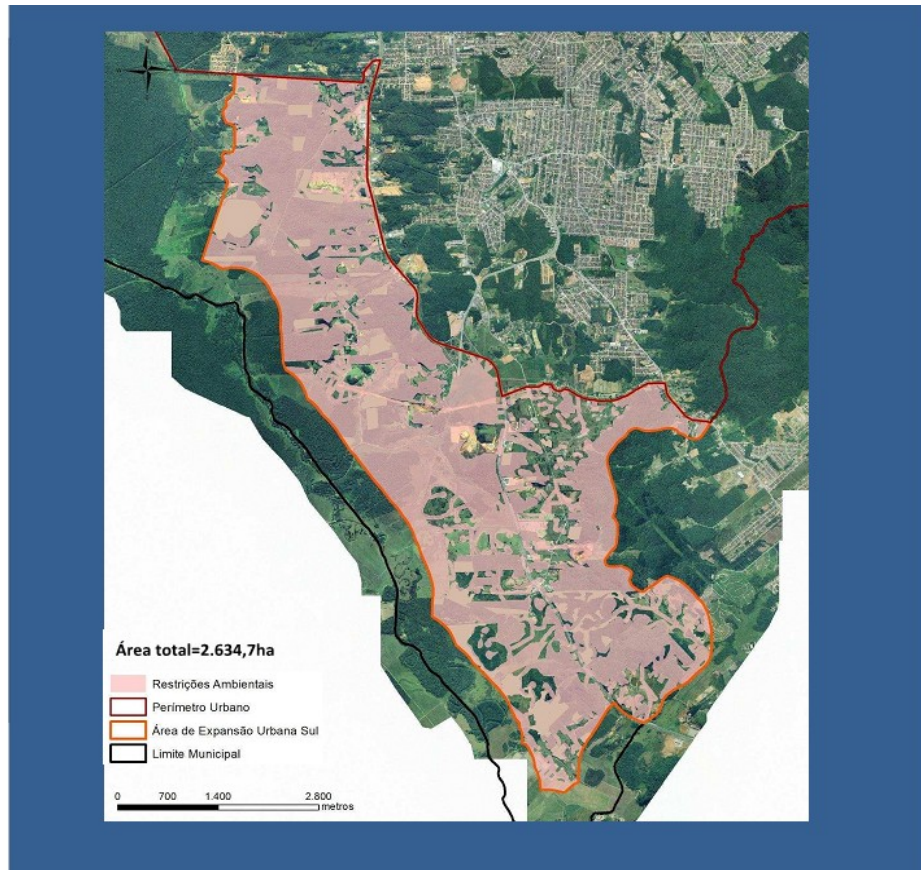 Área total=2.634,7ha
Restrições Ambientais
Perímetro Urbano
Área de Expansão Urbana Sul
Limite Municipal
0 700 1.400 2.800
metros